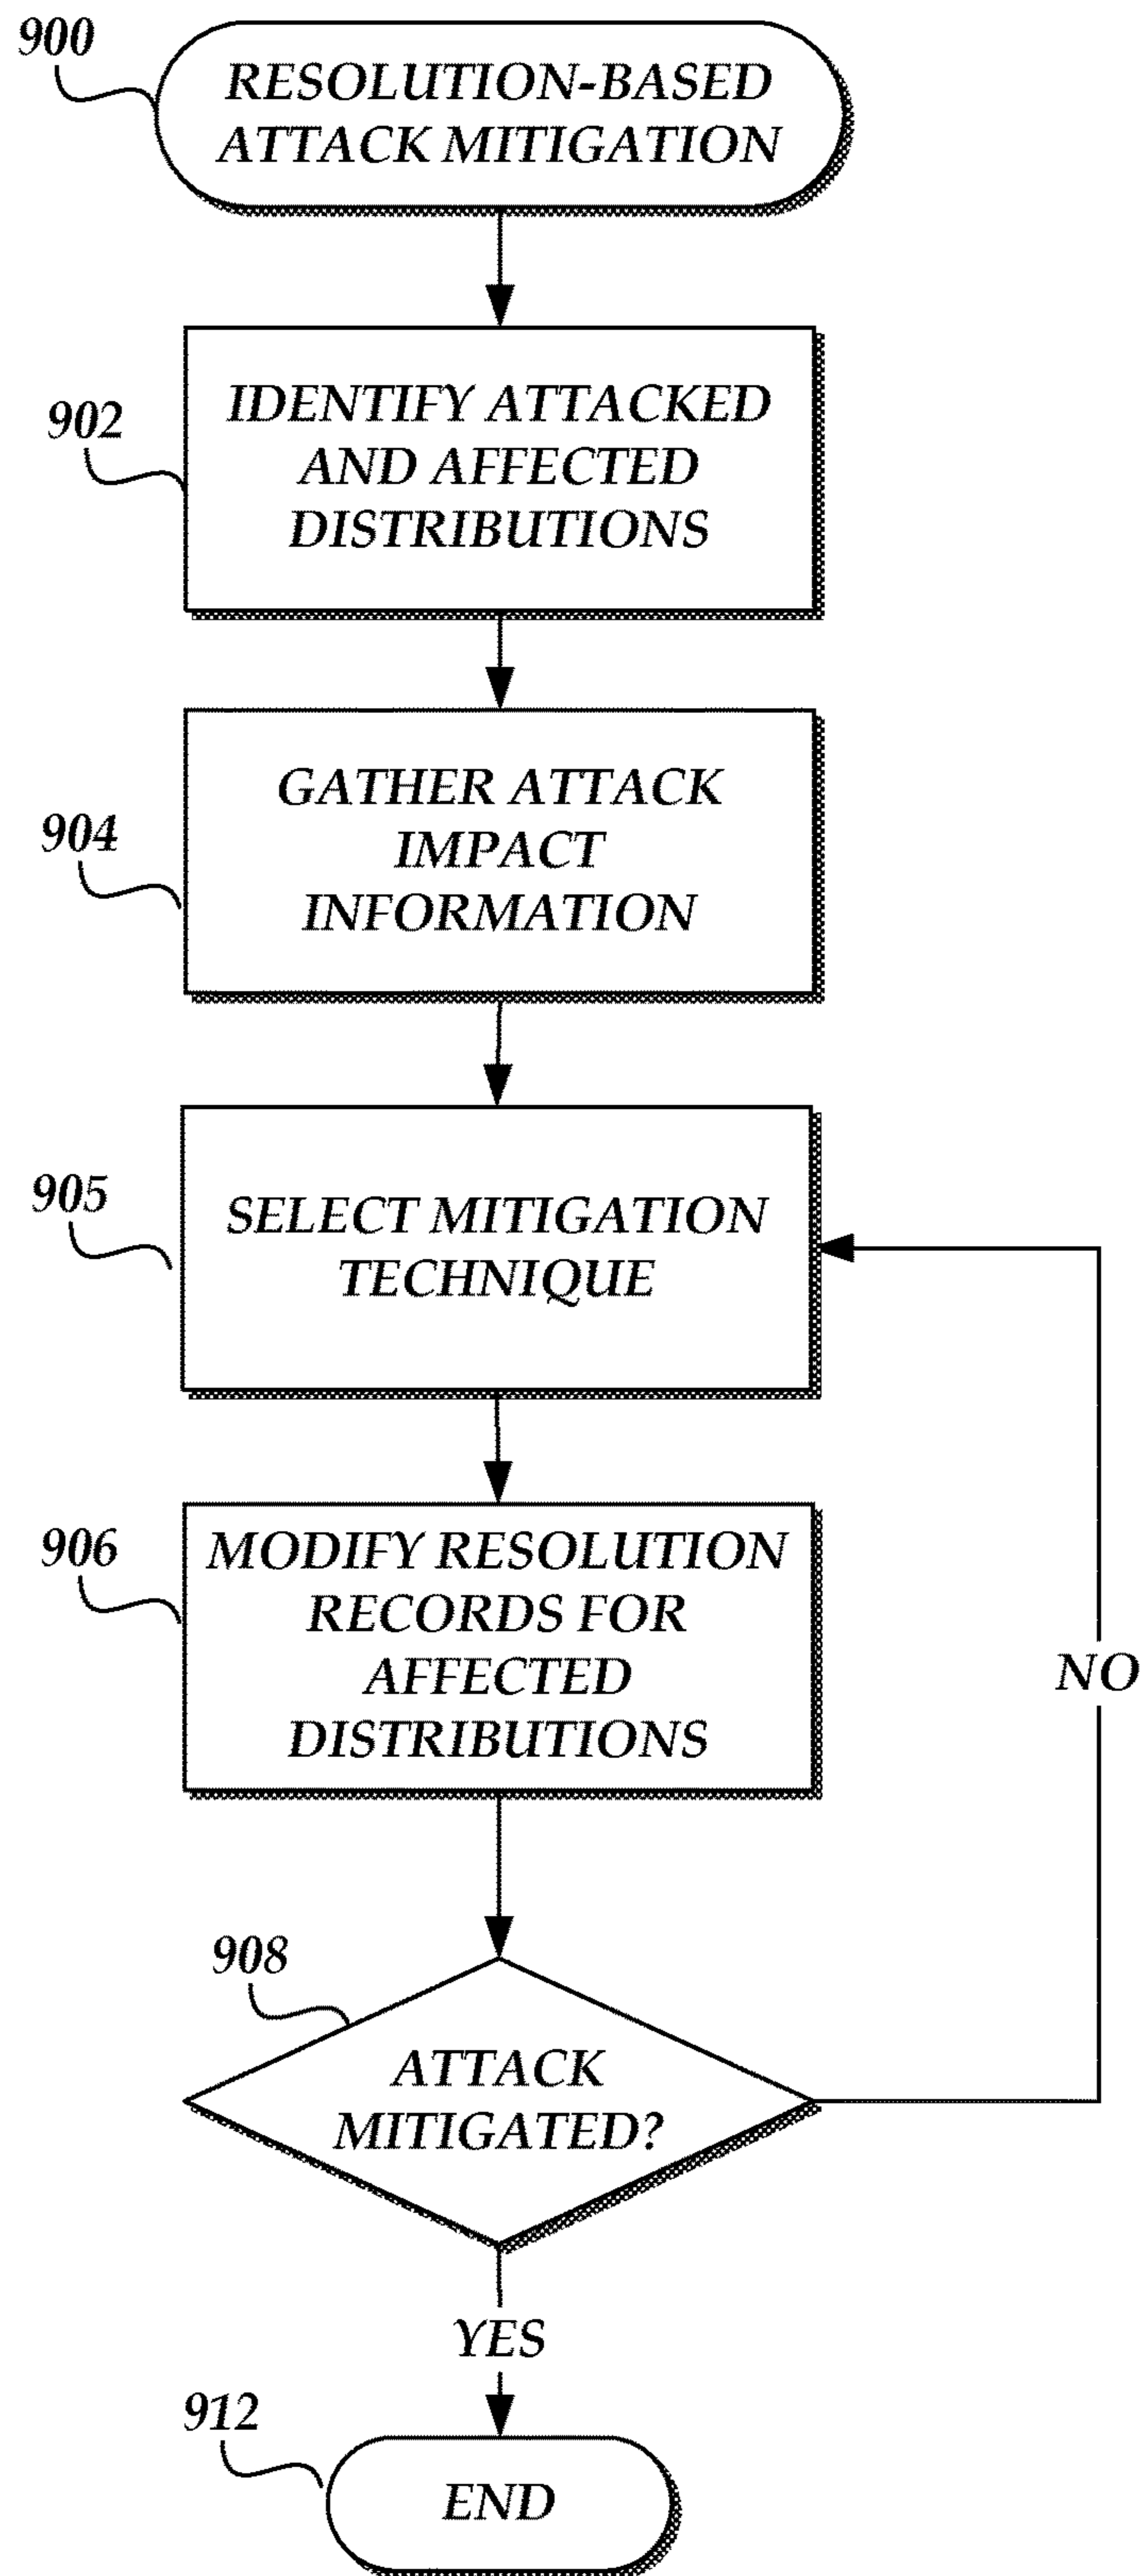 900
RESOLUTION-BASED
ATTACK MITIGATION
902
IDENTIFY ATTACKED
AND AFFECTED
DISTRIBUTIONS
904
GATHER ATTACK
IMPACT
INFORMATION
905
SELECT MITIGATION
TECHNIQUE
906
MODIFY RESOLUTION
RECORDS FOR
AFFECTED
DISTRIBUTIONS
NO
908
ATTACK
MITIGATED?
YES
912
END